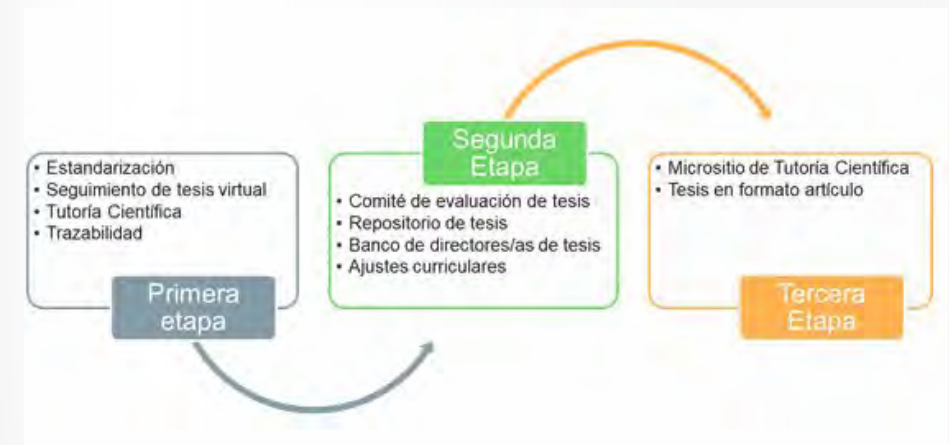 • Estandarización
• Seguimiento de tesis virtual
• Tutoría Científica
• Trazabilidad
Primera
etapa
Segunda
Etapa
• Comité de evaluación de tesis
• Repositorio de tesis
• Banco de directores/as de tesis
• Ajustes curriculares
• Micrositio de Tutoría Científica
• Tesis en formato artículo
Tercera
Etapa